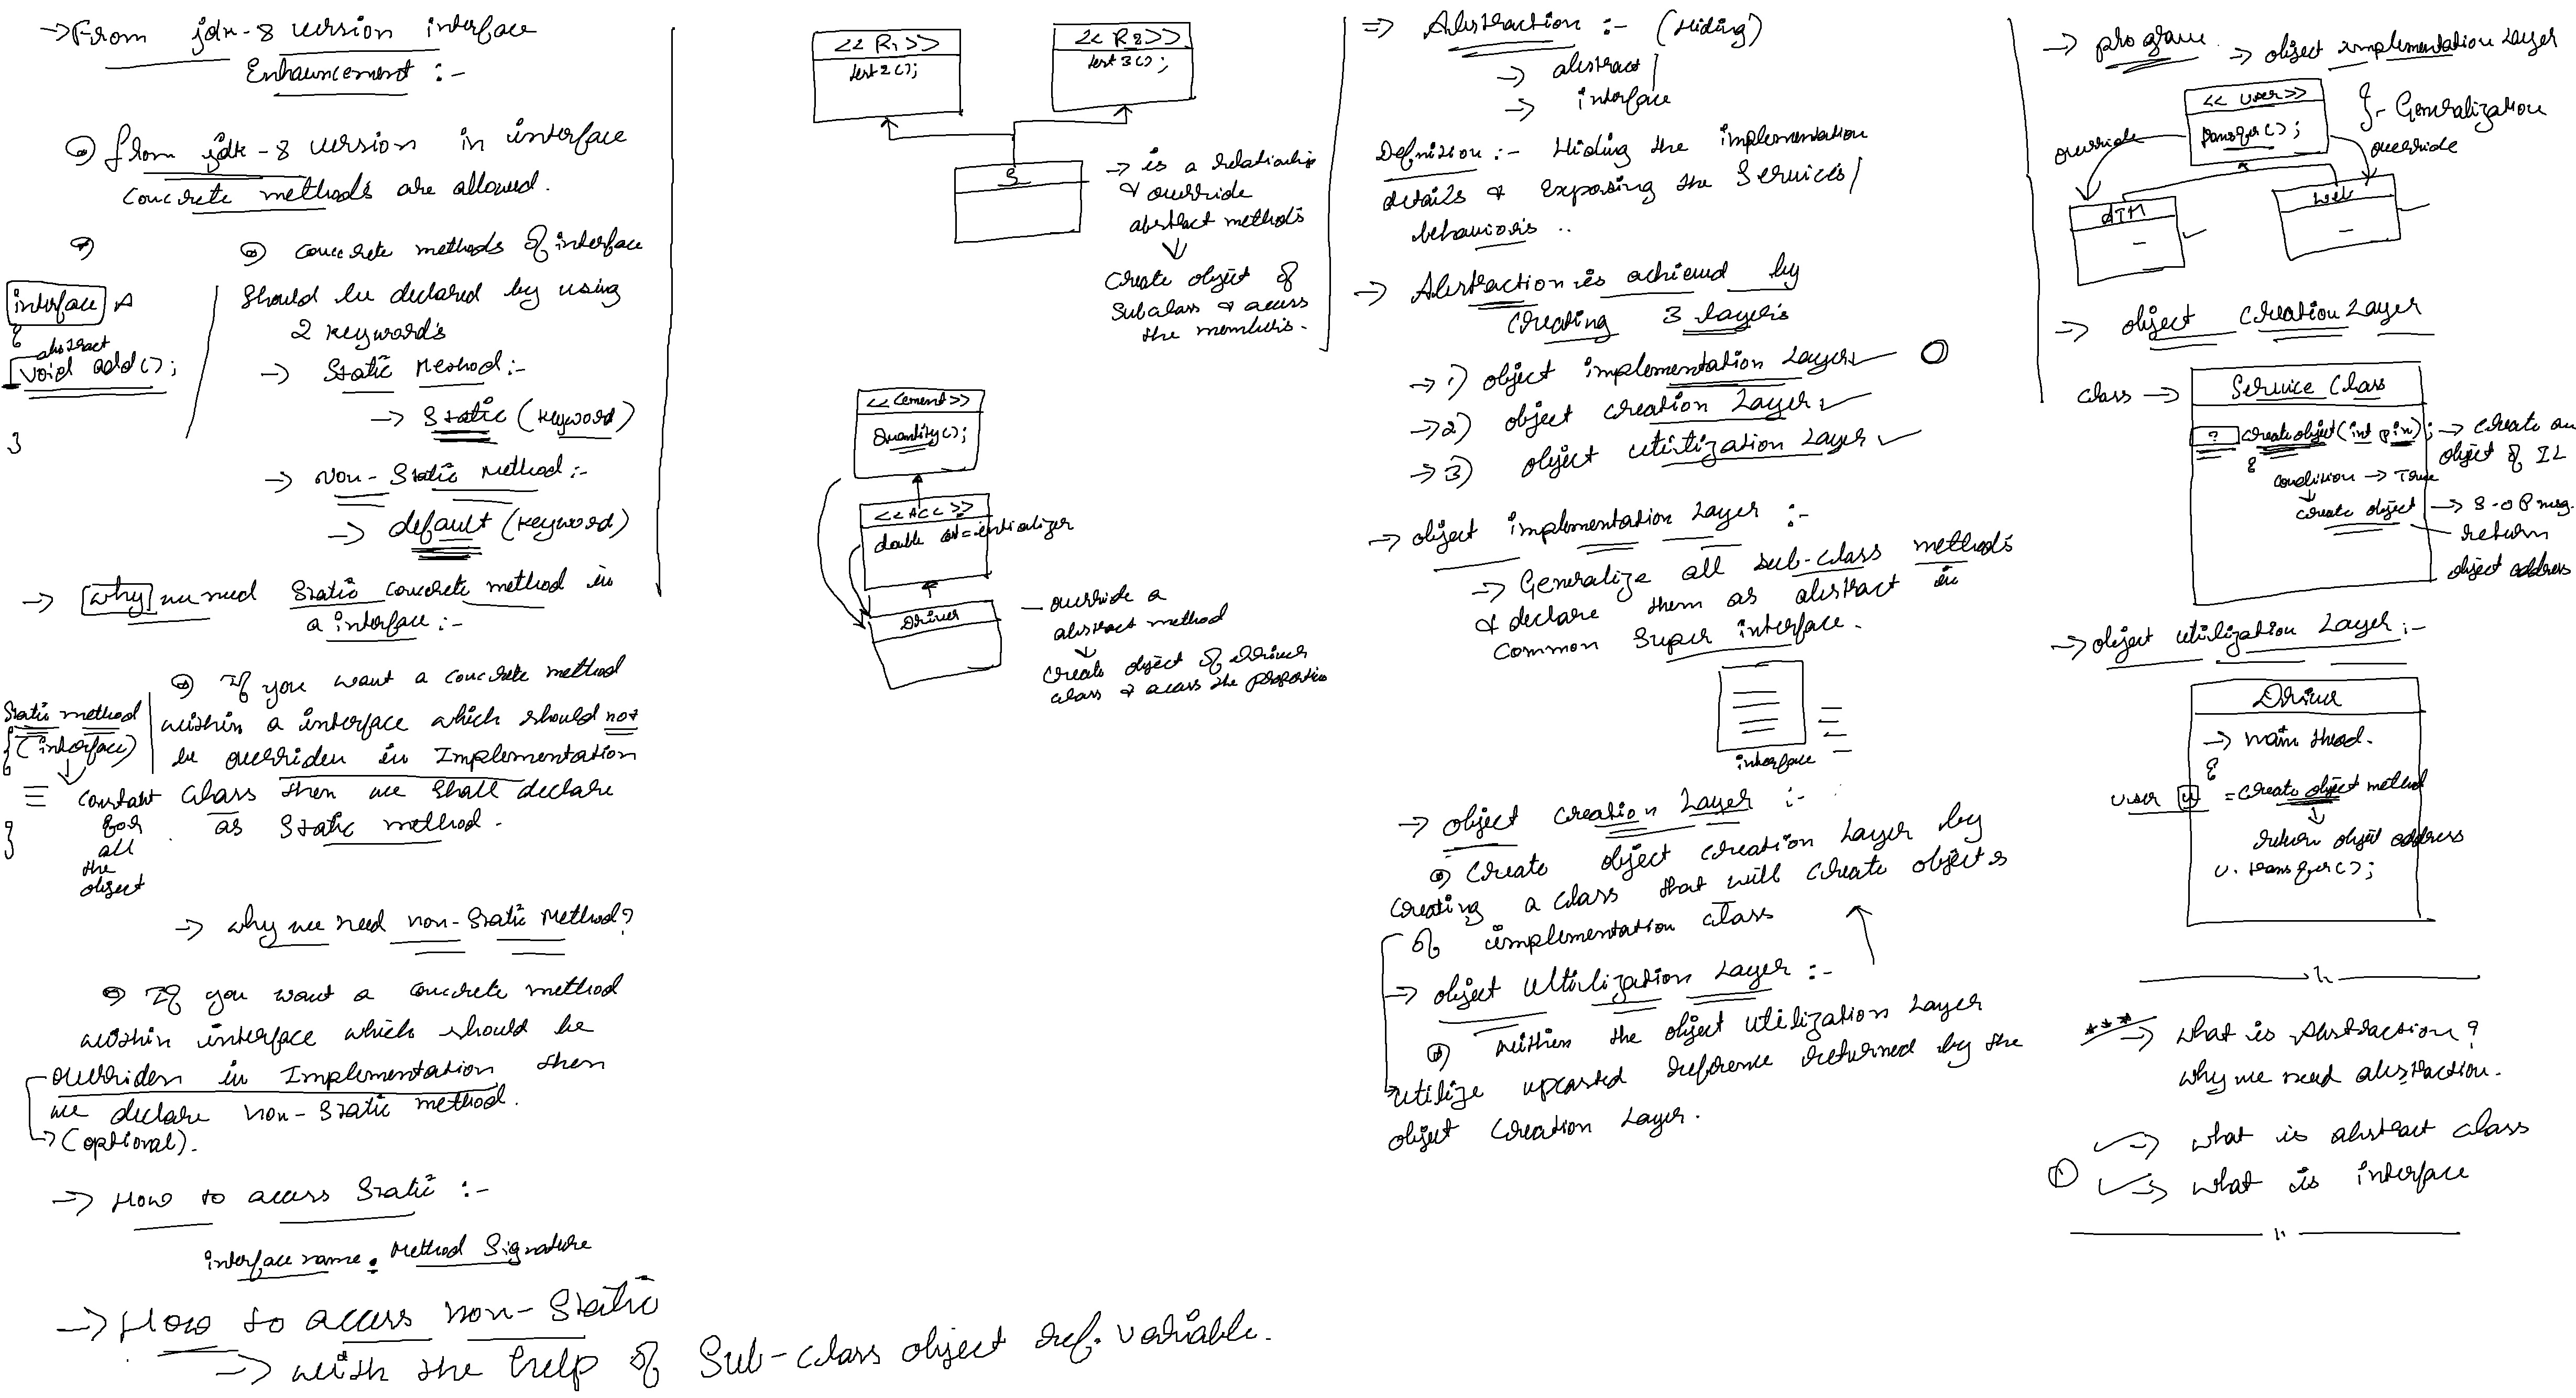 → From jdk-8 version interface
Enhauncement :-
⊙ from jdk-8 version in interface
concrete methods are allowed.
⊙ concrete methods of interface
should be declared by using
2 keywords
interface A
{
abstract
void add();
}
→ Static Method :-
→ Static (keyword)
→ Non-Static Method :-
→ default (keyword)
→ why we need Static concrete method in
a interface :-
⊙ If you want a concrete method
within a interface which should not
be overriden in Implementation
class then we shall declare
as Static method.
Static method
{ (interface)
constant
for
all
the
object
}
→ why we need non-Static Method?
⊙ If you want a concrete method
within interface which should be
overriden in Implementation then
we declare non-Static method.
→ (optional).
→ How to access Static :-
interface name . Method Signature
→ How to access non-Static
→ with the help of Sub-class object ref. variable.
<< R1 >>
test2();
<< R2 >>
test3();
S
→ is a relationship
& override
abstract methods
↓
Create object of
Subclass & access
the members.
<< Cement >>
Quantity();
<< ACC >>
double cost = intializer
Driver
— override a
abstract method
↓
create object of driver
class & access the properties
⇒ Abstraction :- (Hiding)
→ abstract
→ interface
Definition :- Hiding the implementation
details & Exposing the Services/
behaviors ..
→ Abstraction is achieved by
Creating 3 layers
→ 1) object implementation Layer
→ 2) object creation Layer
→ 3) object utilization Layer
→ object implementation Layer :-
→ Generalize all sub-class methods
& declare them as abstract in
Common Super interface.
interface
→ object creation Layer :-
⊙ Create object creation Layer by
creating a class that will create objects
of implementation class
→ object Ultilization Layer :-
⊙ within the object Utilization Layer
utilize upcasted reference returned by the
object Creation Layer.
→ program → object implementation Layer
<< User >>
transfer();
}- Generalization
override
override
ATM
Web
→ object Creation Layer
class → Service Class
? createobject(int pin); → create an
object of IL
{
condition → True
↓
create object → S.O.P msg.
return
object address
→ object Utilization Layer :-
Driver
→ main thead.
{
user u = create object method
↓
return object address
u. transfer();
*** → What is Abstraction?
Why we need abstraction.
→ what is abstract class
① → what is interface